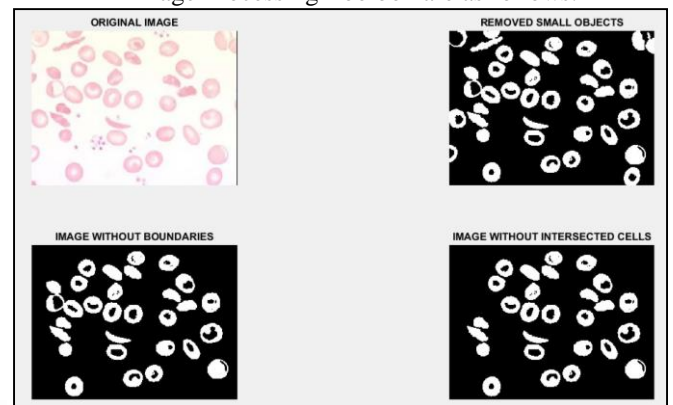 ORIGINAL IMAGE
REMOVED SMALL OBJECTS
IMAGE WITHOUT BOUNDARIES
IMAGE WITHOUT INTERSECTED CELLS